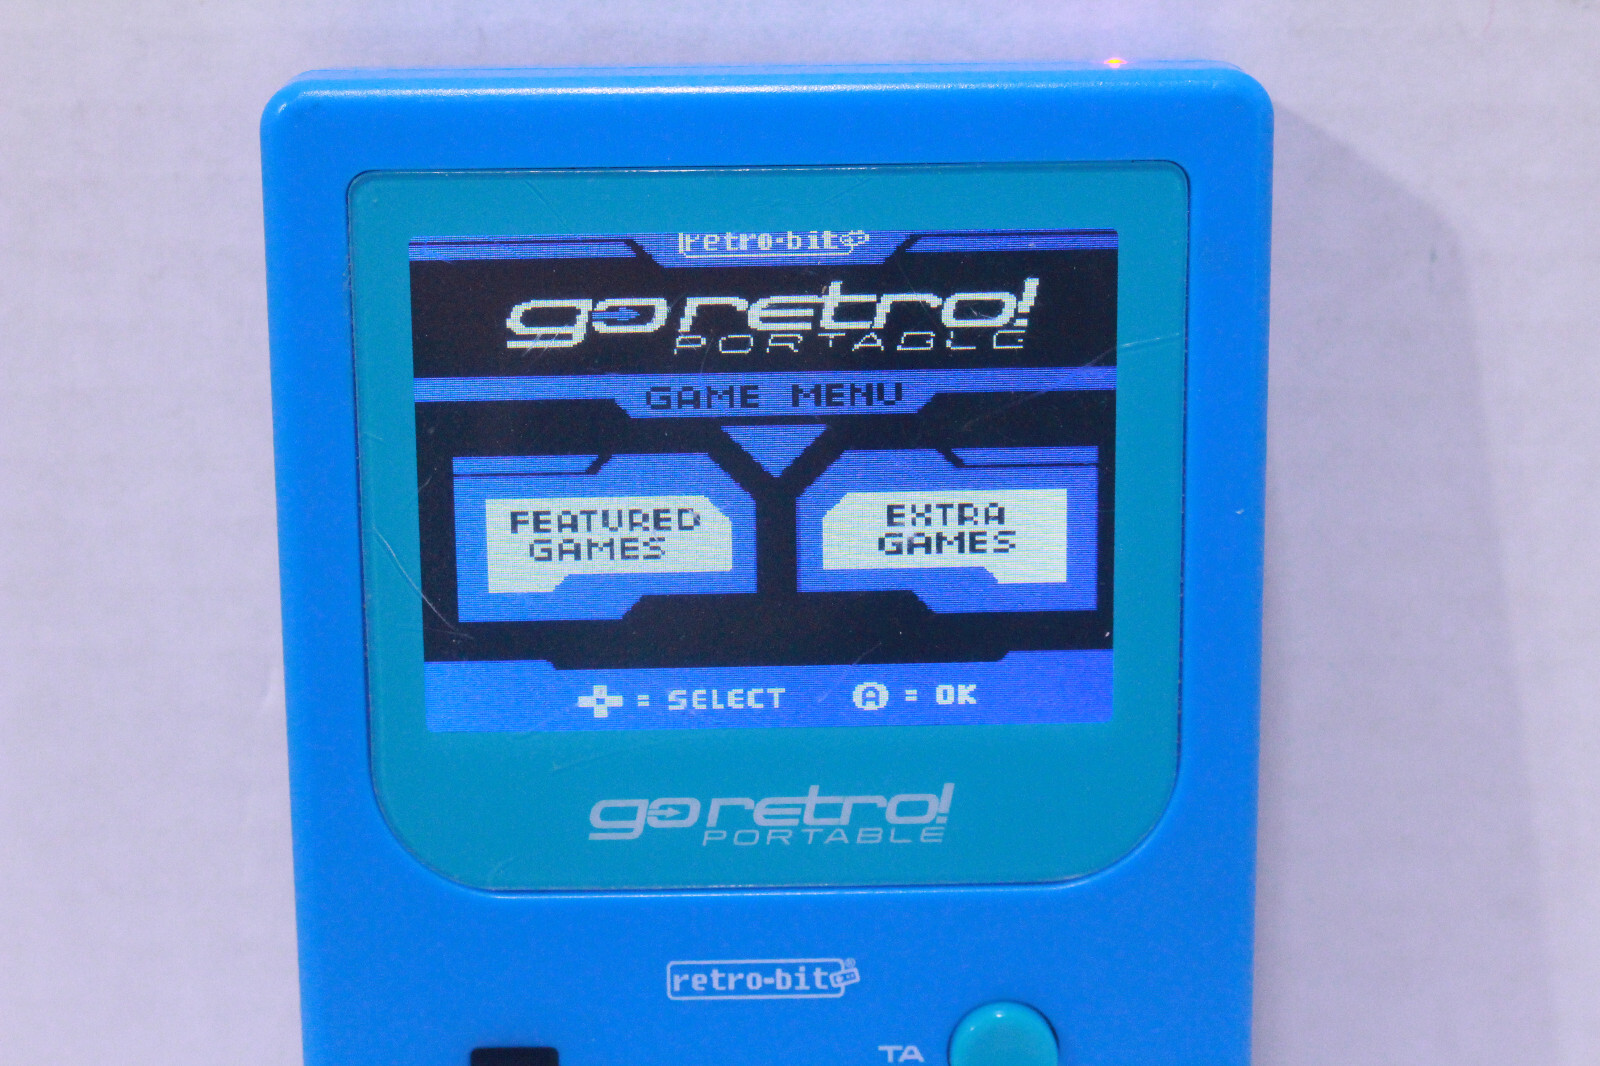 retro-bit
go retro!
PORTABLE
GAME MENU
FEATURED
GAMES
EXTRA
GAMES
= SELECT
A = OK
go retro!
PORTABLE
retro-bit®
TA